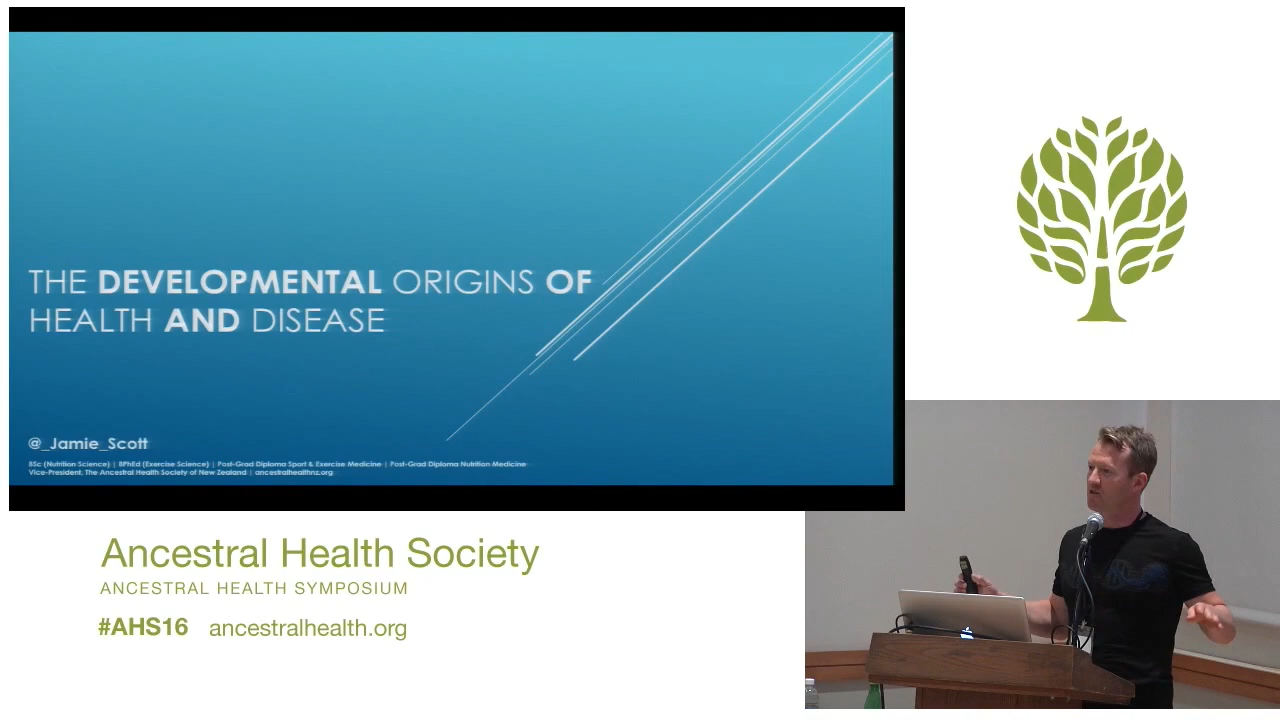 THE DEVELOPMENTAL ORIGINS OF
HEALTH AND DISEASE
@_Jamie_Scott
BSc (Nutrition Science) | BPhEd (Exercise Science) | Post-Grad Diploma Sport & Exercise Medicine | Post-Grad Diploma Nutrition Medicine
Vice-President, The Ancestral Health Society of New Zealand | ancestralhealthnz.org
Ancestral Health Society
ANCESTRAL HEALTH SYMPOSIUM
#AHS16 ancestralhealth.org